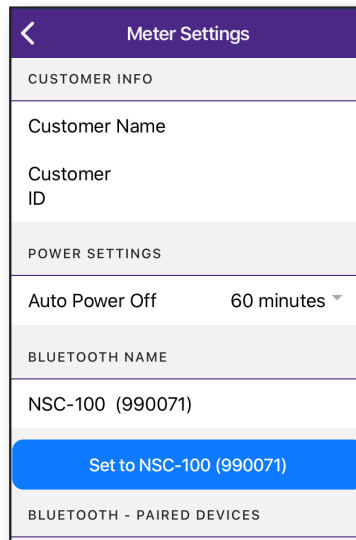 Meter Settings
CUSTOMER INFO
Customer Name
Customer
ID
POWER SETTINGS
Auto Power Off 60 minutes
BLUETOOTH NAME
NSC-100 (990071)
Set to NSC-100 (990071)
BLUETOOTH - PAIRED DEVICES